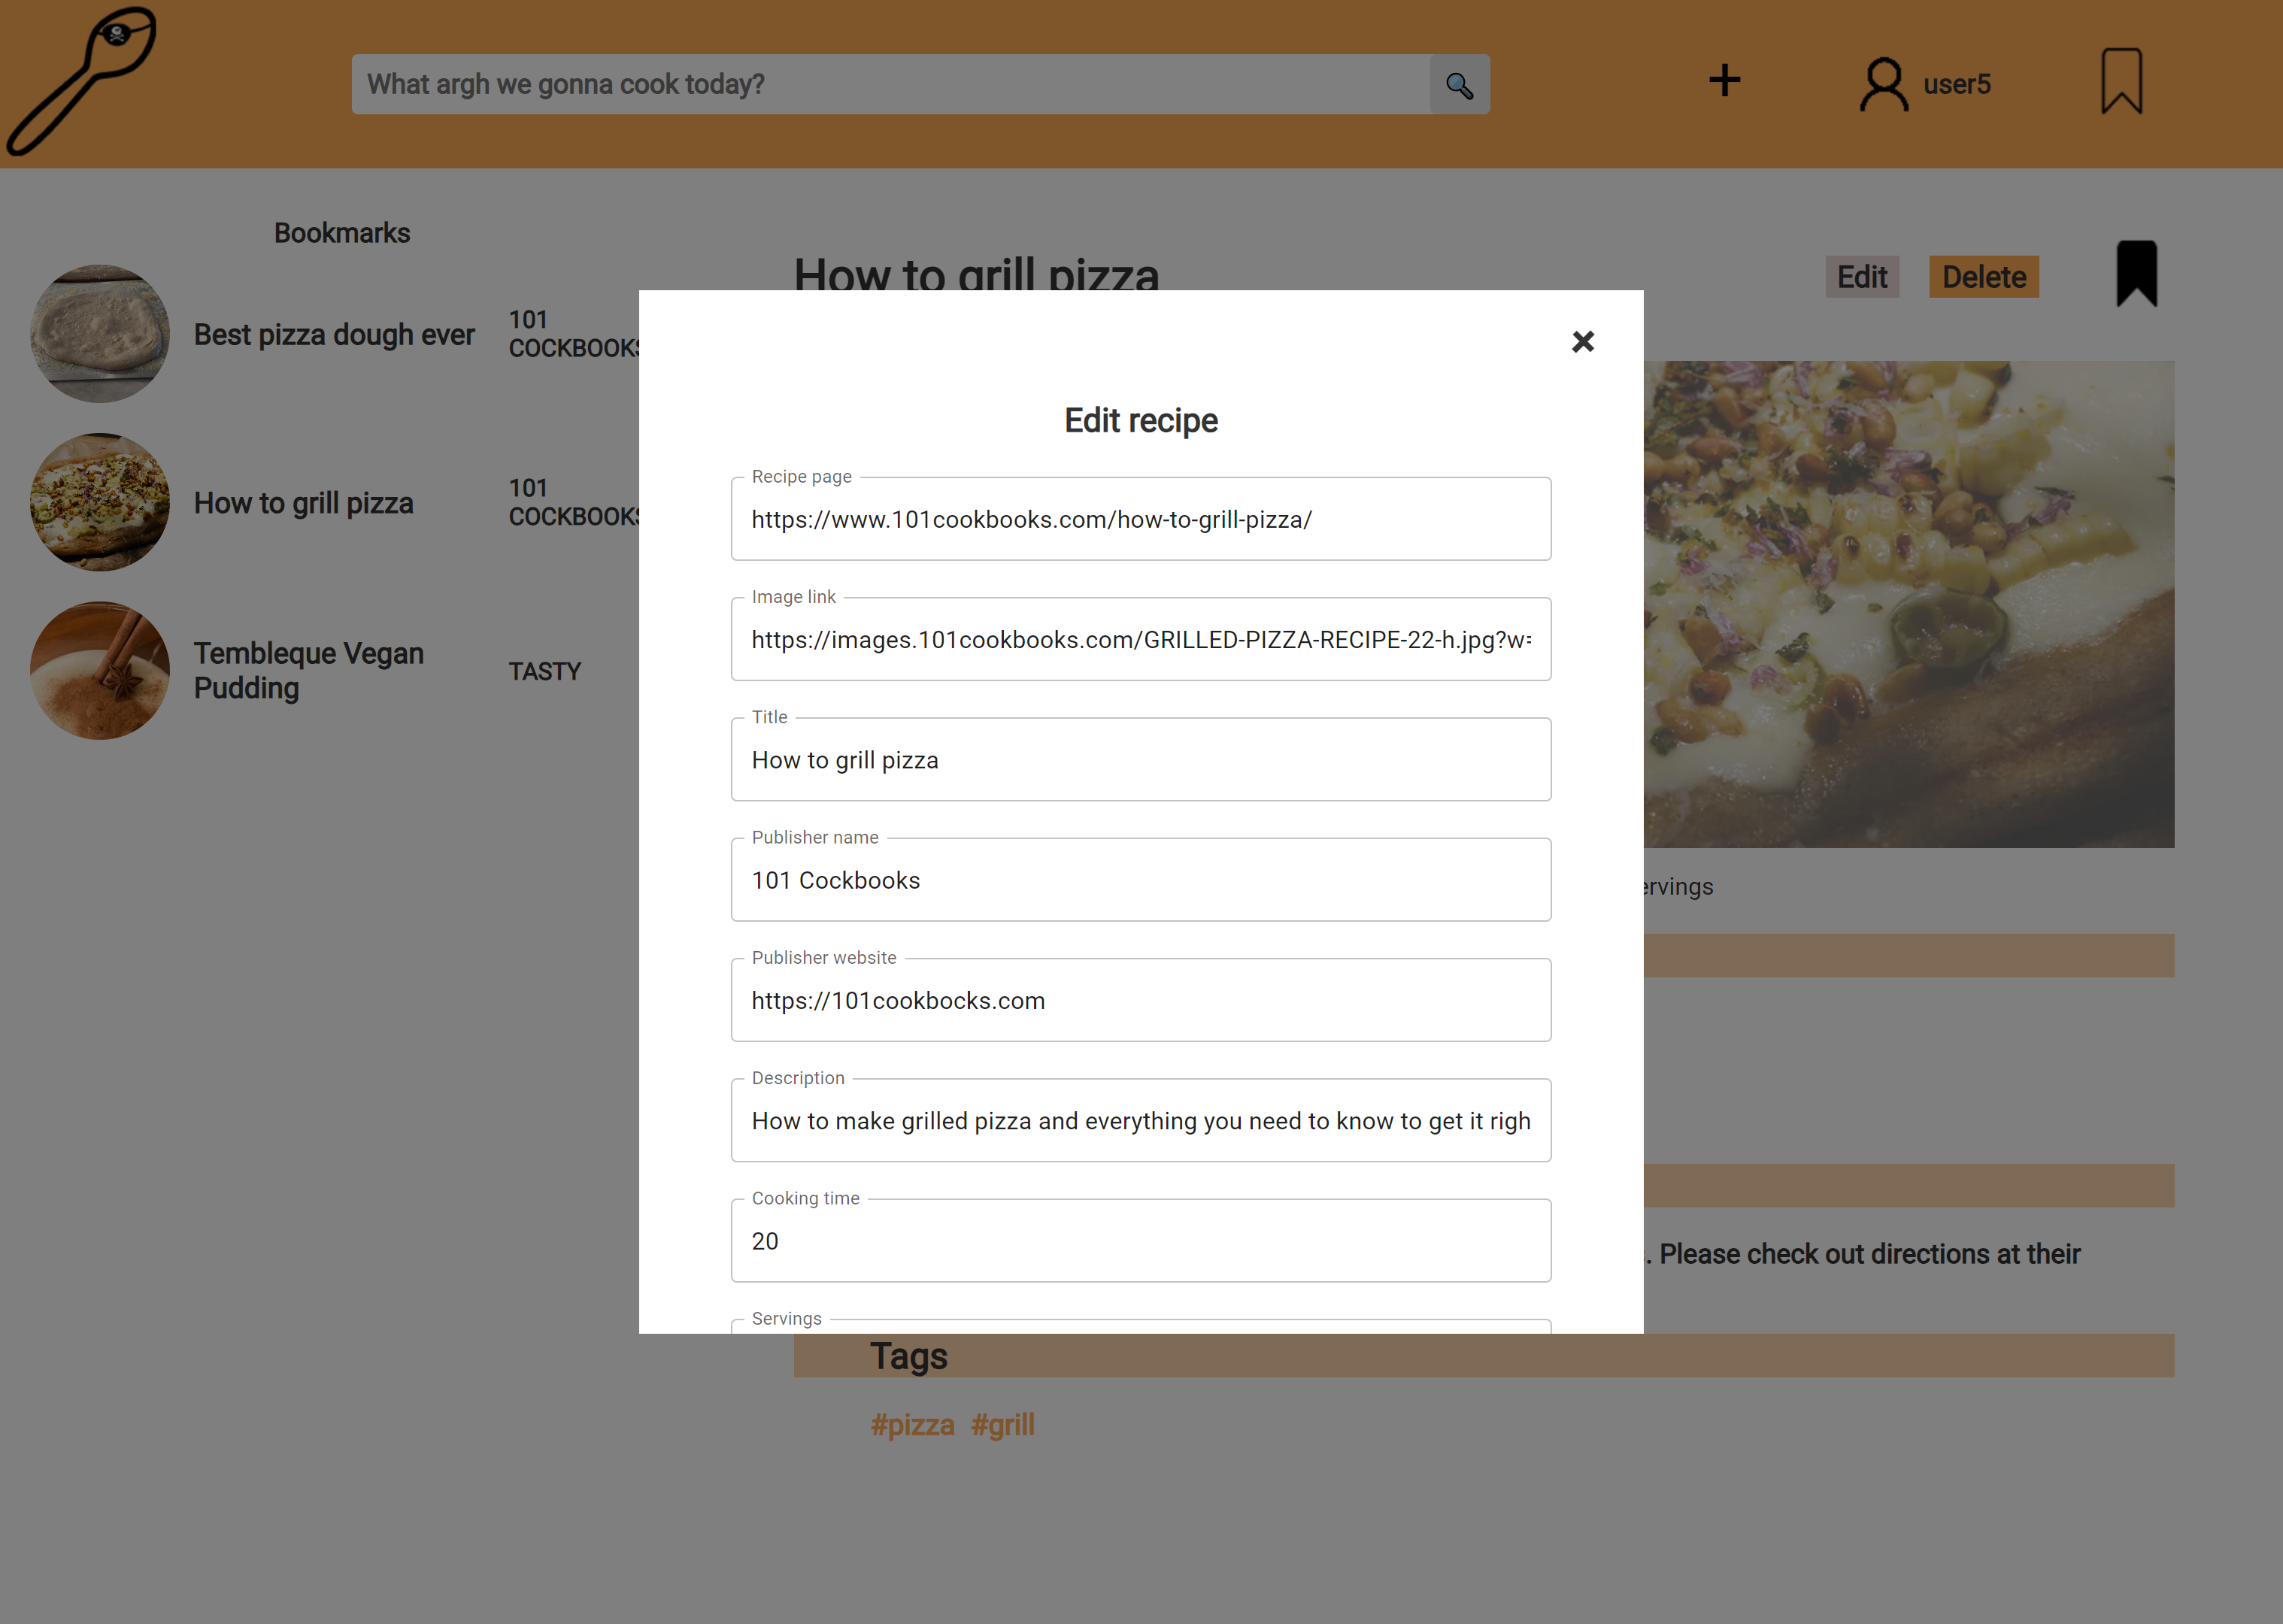 What argh we gonna cook today?
user5
Bookmarks
Best pizza dough ever
101
COCKBOOKS
How to grill pizza
101
COCKBOOKS
Tembleque Vegan
Pudding
TASTY
How to grill pizza
Edit
Delete
Edit recipe
Recipe page
https://www.101cookbooks.com/how-to-grill-pizza/
Image link
https://images.101cookbooks.com/GRILLED-PIZZA-RECIPE-22-h.jpg?w=
Title
How to grill pizza
Publisher name
101 Cockbooks
Publisher website
https://101cookbocks.com
Description
How to make grilled pizza and everything you need to know to get it righ
Cooking time
20
Servings
ervings
. Please check out directions at their
Tags
#pizza #grill